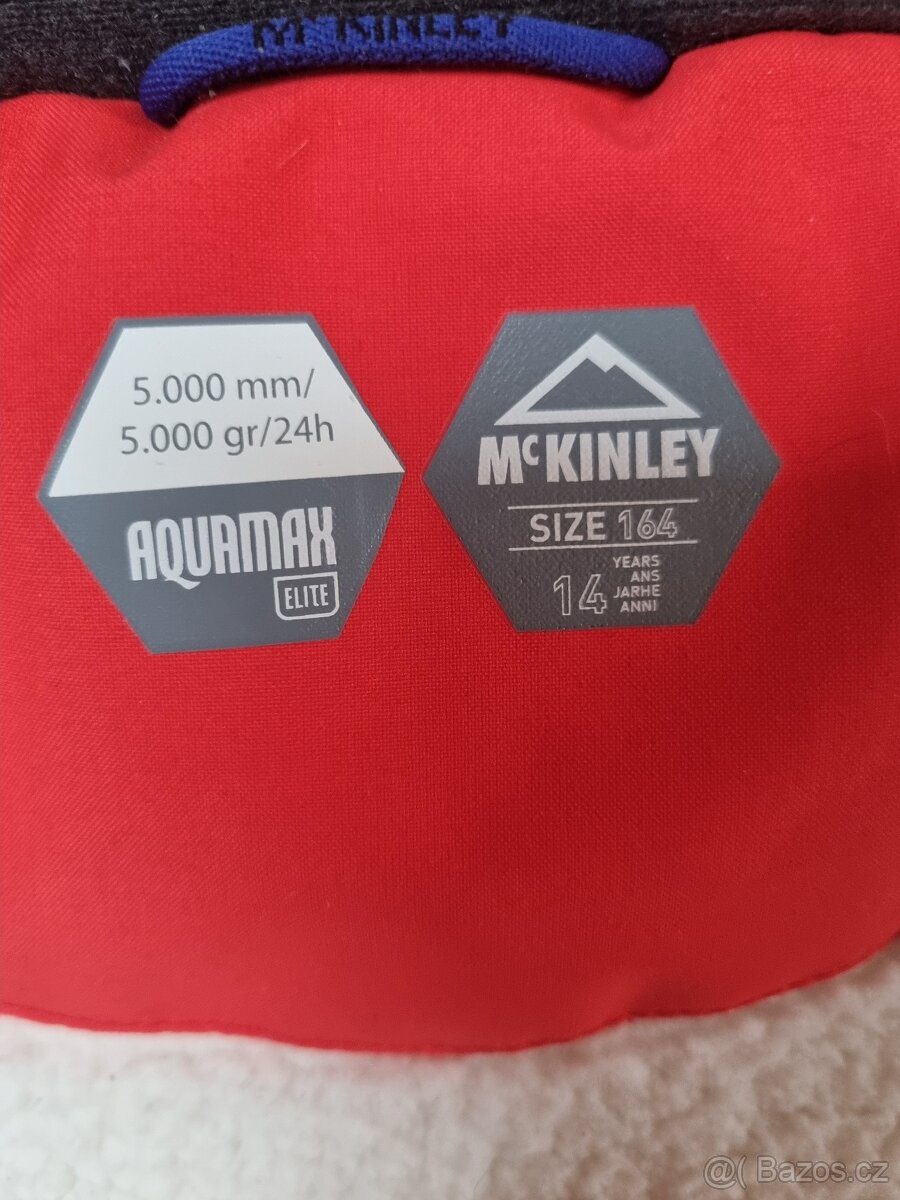 McKINLEY
5.000 mm/
5.000 gr/24h
AQUAMAX
ELITE
McKINLEY
SIZE 164
14 YEARS
ANS
JARHE
ANNI
@( Bazos.cz